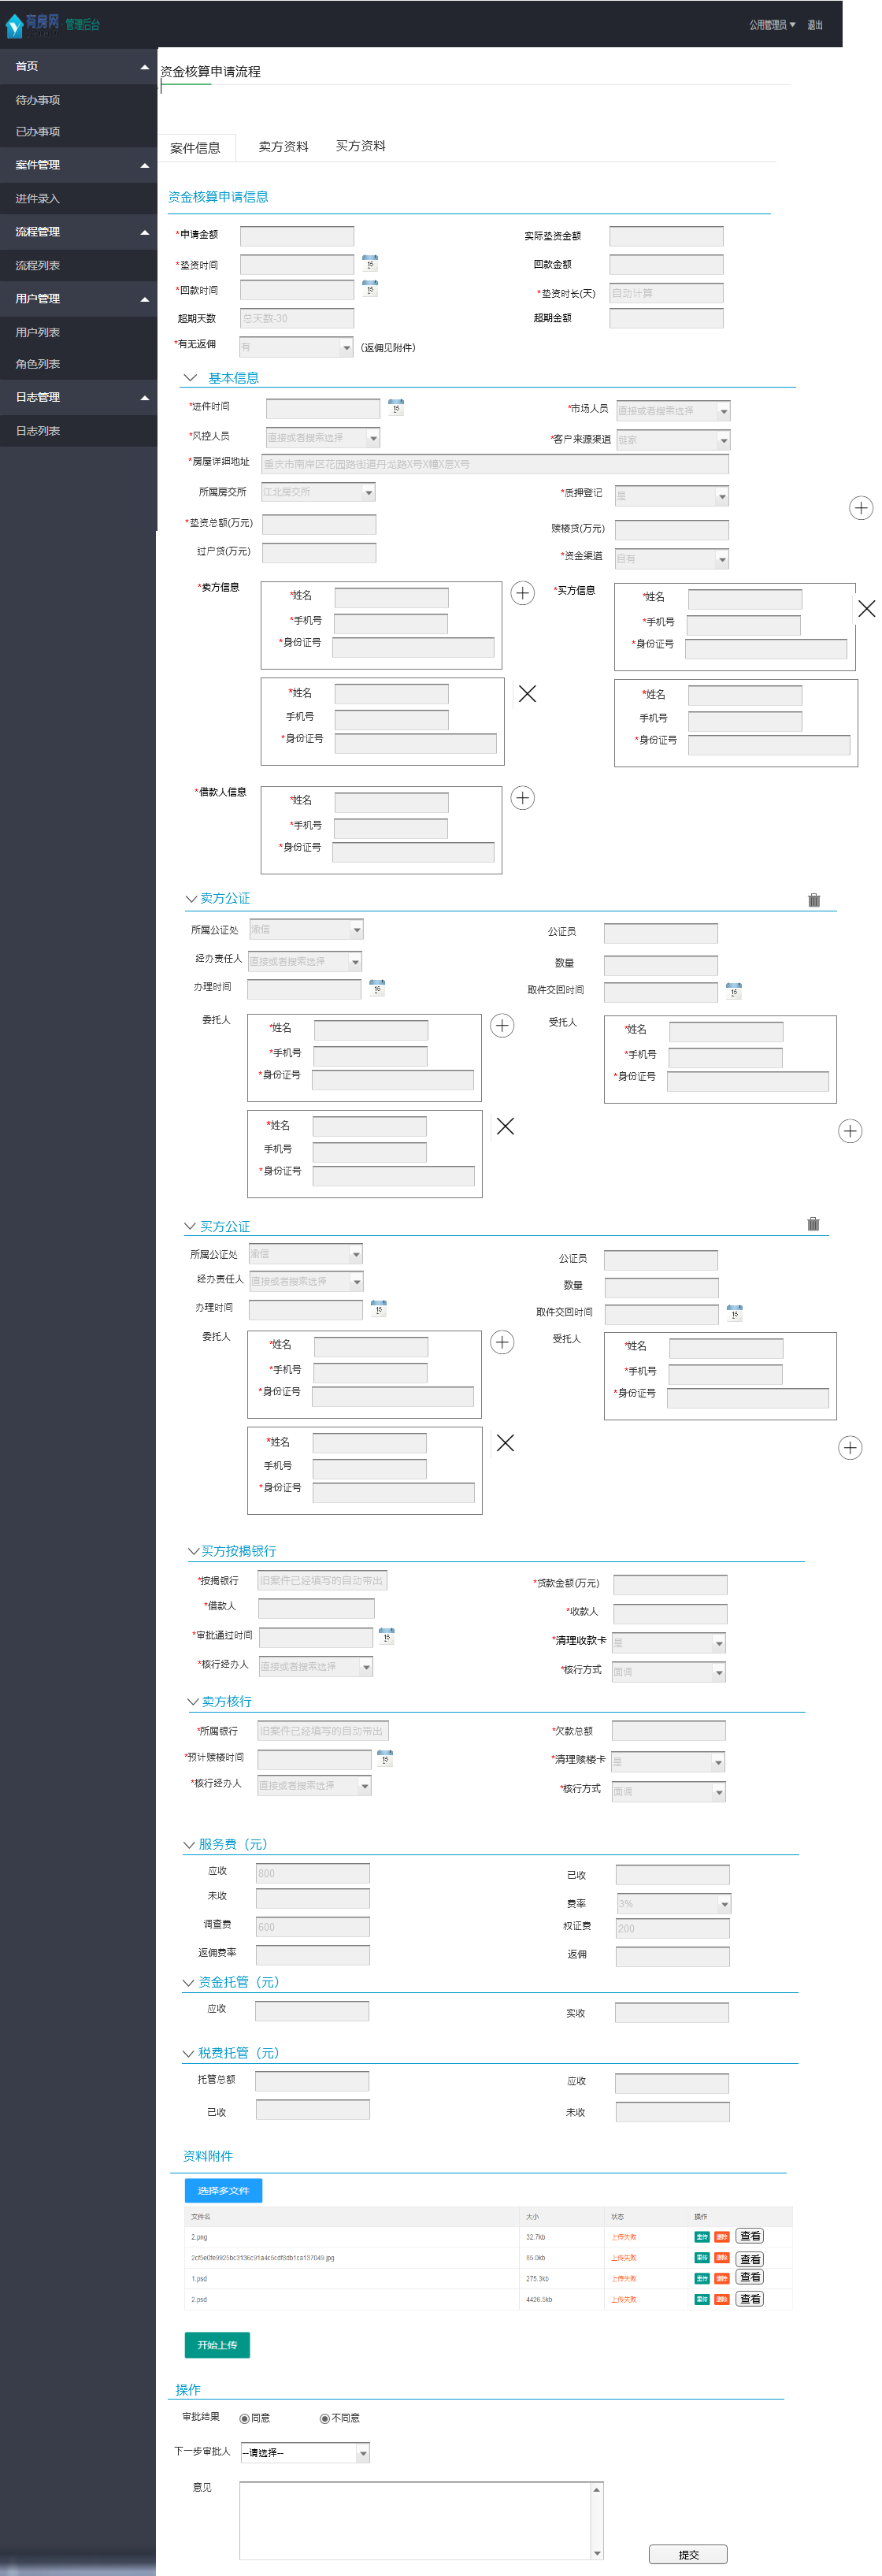 育房网 管理后台
公用管理员 退出
首页
待办事项
已办事项
案件管理
进件录入
流程管理
流程列表
用户管理
用户列表
角色列表
日志管理
日志列表
资金核算申请流程
案件信息 卖方资料 买方资料
资金核算申请信息
*申请金额 实际垫资金额
*垫资时间 15 回款金额
*回款时间 15 *垫资时长(天) 自动计算
超期天数 总天数-30 超期金额
*有无返佣 有 (返佣见附件)
基本信息
*进件时间 15 *市场人员 直接或者搜索选择
*风控人员 直接或者搜索选择 *客户来源渠道 链家
*房屋详细地址 重庆市南岸区花园路街道丹龙路X号X幢X层X号
所属房交所 江北房交所 *质押登记 是
*垫资总额(万元) 赎楼贷(万元)
过户贷(万元) *资金渠道 自有
*卖方信息 *姓名 *买方信息 *姓名
*手机号 *手机号
*身份证号 *身份证号
*姓名 *姓名
手机号 手机号
*身份证号 *身份证号
*借款人信息 *姓名
*手机号
*身份证号
卖方公证
所属公证处 渝信 公证员
经办责任人 直接或者搜索选择 数量
办理时间 15 取件交回时间 15
委托人 *姓名 受托人 *姓名
*手机号 *手机号
*身份证号 *身份证号
*姓名
手机号
*身份证号
买方公证
所属公证处 渝信 公证员
经办责任人 直接或者搜索选择 数量
办理时间 15 取件交回时间 15
委托人 *姓名 受托人 *姓名
*手机号 *手机号
*身份证号 *身份证号
*姓名
手机号
*身份证号
买方按揭银行
*按揭银行 旧案件已经填写的自动带出 *贷款金额(万元)
*借款人 *收款人
*审批通过时间 15 *清理收款卡 是
*核行经办人 直接或者搜索选择 *核行方式 面调
卖方核行
*所属银行 旧案件已经填写的自动带出 *欠款总额
*预计赎楼时间 15 *清理赎楼卡 是
*核行经办人 直接或者搜索选择 *核行方式 面调
服务费（元）
应收 800 已收
未收 费率 3%
调查费 600 权证费 200
返佣费率 返佣
资金托管（元）
应收 实收
税费托管（元）
托管总额 应收
已收 未收
资料附件
选择多文件
文件名 大小 状态 操作
2.png 32.7kb 上传失败 重传 删除 查看
85.0kb 上传失败 重传 删除 查看
1.psd 275.3kb 上传失败 重传 删除 查看
2.psd 4426.5kb 上传失败 重传 删除 查看
开始上传
操作
审批结果 同意 不同意
下一步审批人 --请选择--
意见
提交